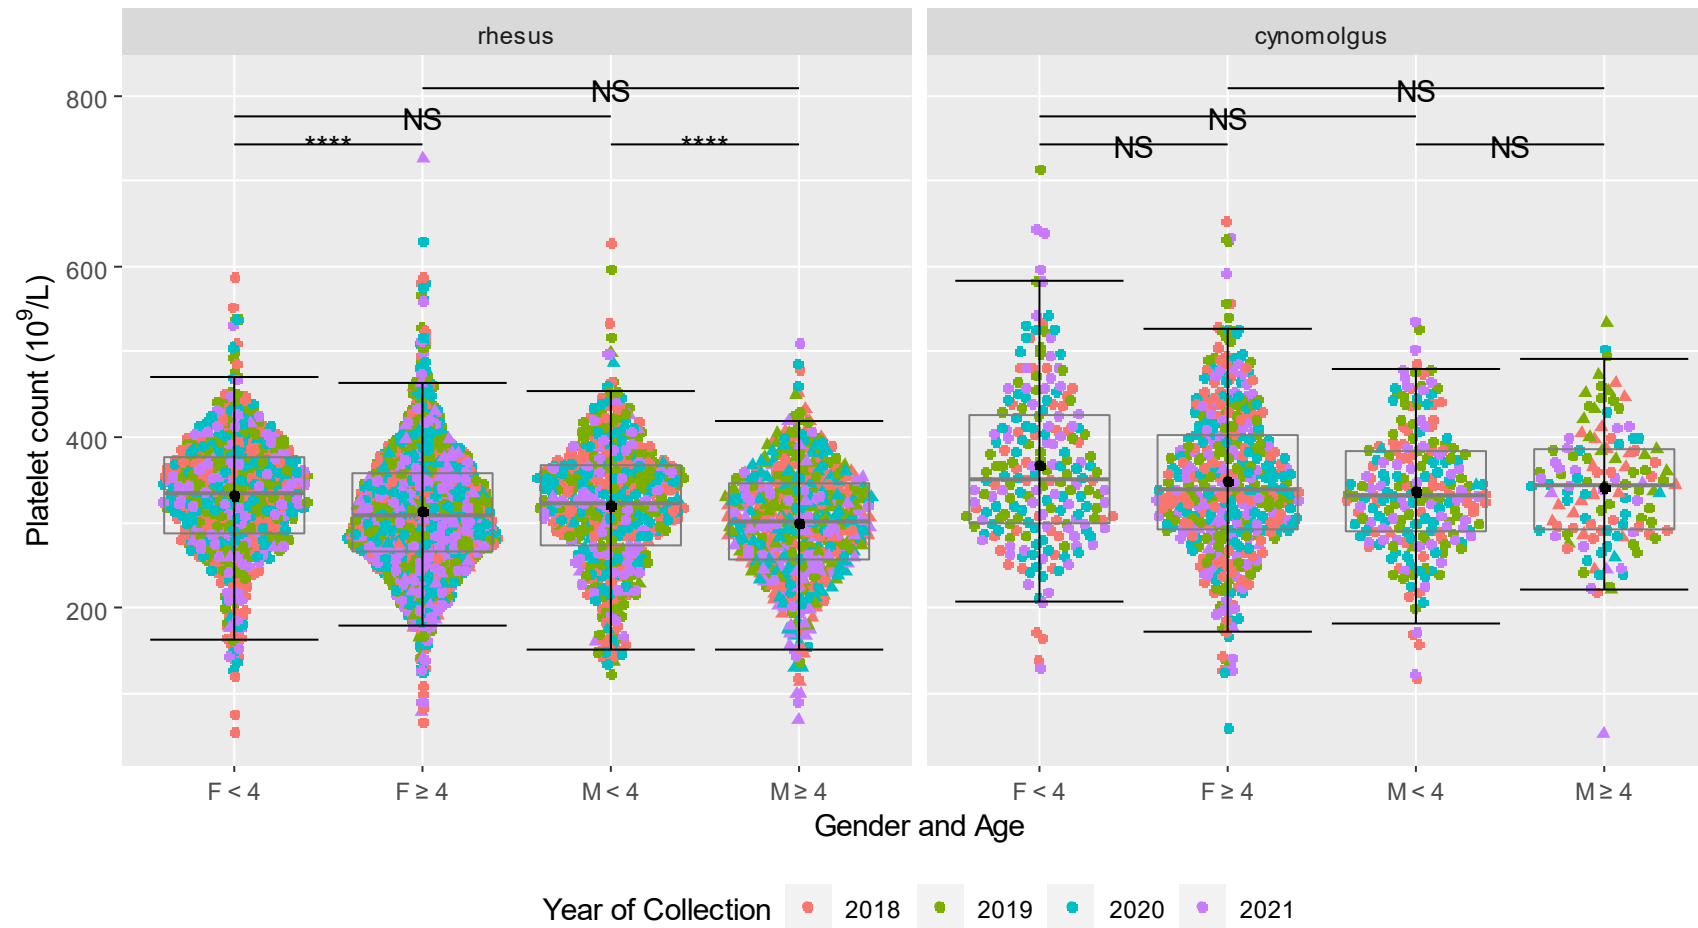 rhesus
cynomolgus
NS
NS
**** ****
NS
NS
NS NS
800
600
400
200
Platelet count (10⁹/L)
F < 4 F ≥ 4 M < 4 M ≥ 4
F < 4 F ≥ 4 M < 4 M ≥ 4
Gender and Age
Year of Collection 2018 2019 2020 2021